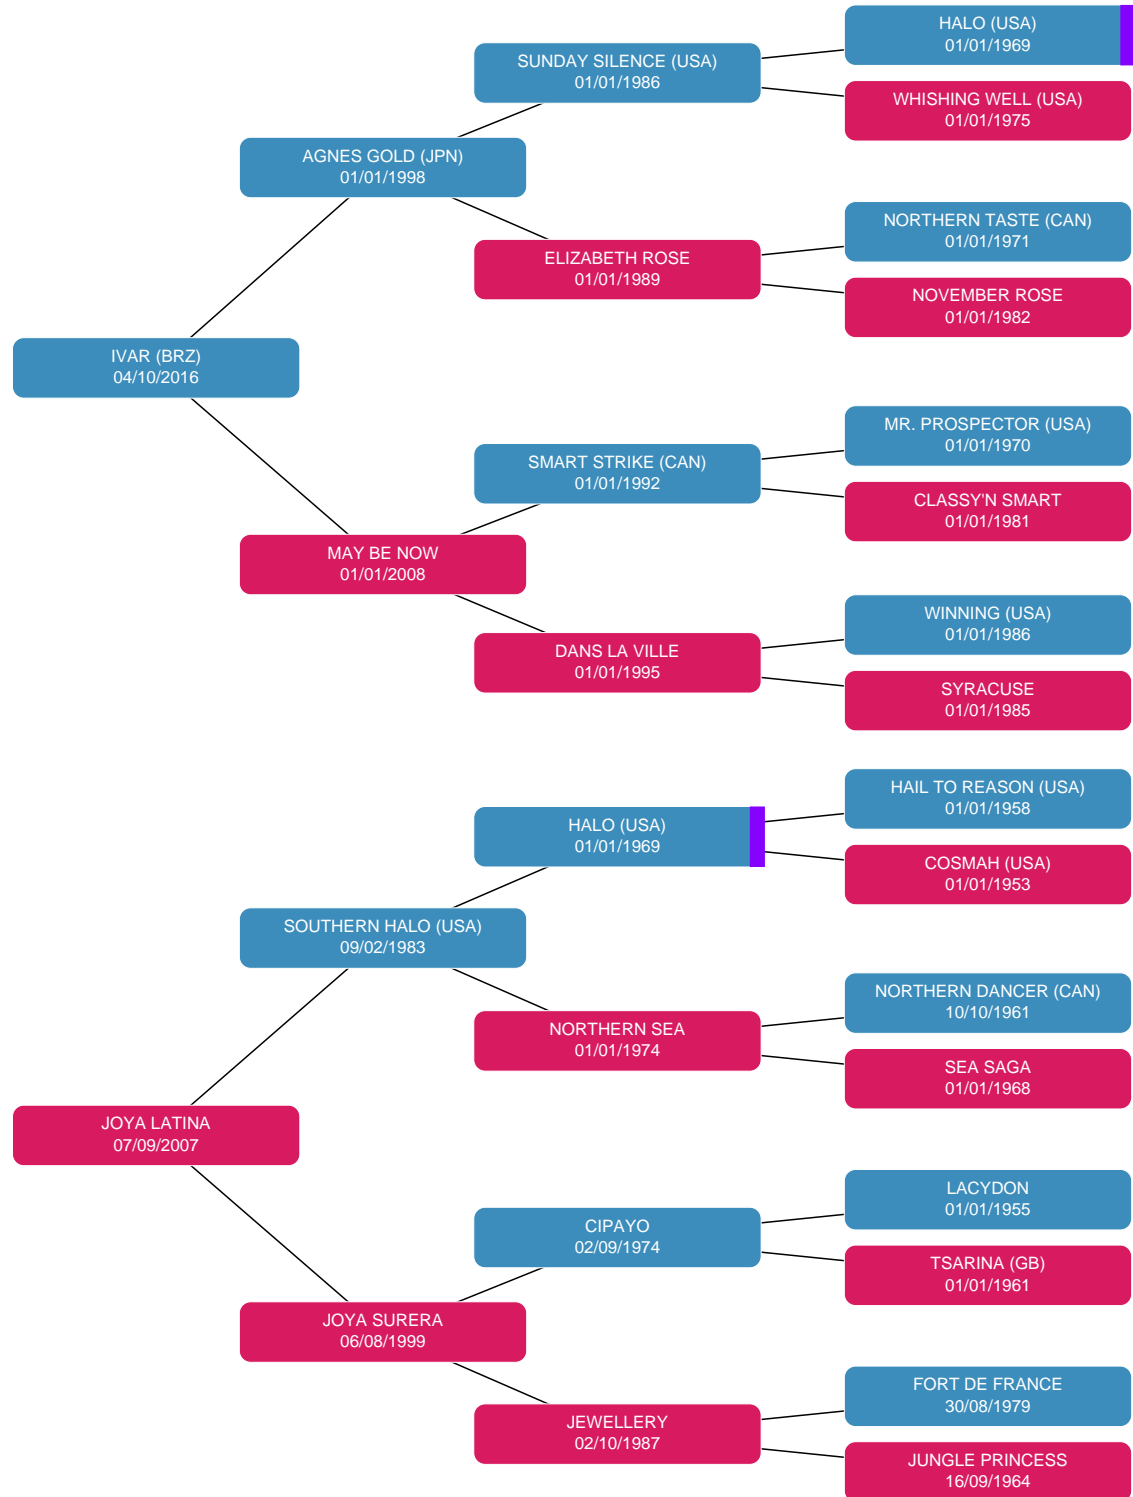 HALO (USA)
01/01/1969
SUNDAY SILENCE (USA)
01/01/1986
WHISHING WELL (USA)
01/01/1975
AGNES GOLD (JPN)
01/01/1998
NORTHERN TASTE (CAN)
01/01/1971
ELIZABETH ROSE
01/01/1989
NOVEMBER ROSE
01/01/1982
IVAR (BRZ)
04/10/2016
MR. PROSPECTOR (USA)
01/01/1970
SMART STRIKE (CAN)
01/01/1992
CLASSY'N SMART
01/01/1981
MAY BE NOW
01/01/2008
WINNING (USA)
01/01/1986
DANS LA VILLE
01/01/1995
SYRACUSE
01/01/1985
HAIL TO REASON (USA)
01/01/1958
HALO (USA)
01/01/1969
COSMAH (USA)
01/01/1953
SOUTHERN HALO (USA)
09/02/1983
NORTHERN DANCER (CAN)
10/10/1961
NORTHERN SEA
01/01/1974
SEA SAGA
01/01/1968
JOYA LATINA
07/09/2007
LACYDON
01/01/1955
CIPAYO
02/09/1974
TSARINA (GB)
01/01/1961
JOYA SURERA
06/08/1999
FORT DE FRANCE
30/08/1979
JEWELLERY
02/10/1987
JUNGLE PRINCESS
16/09/1964